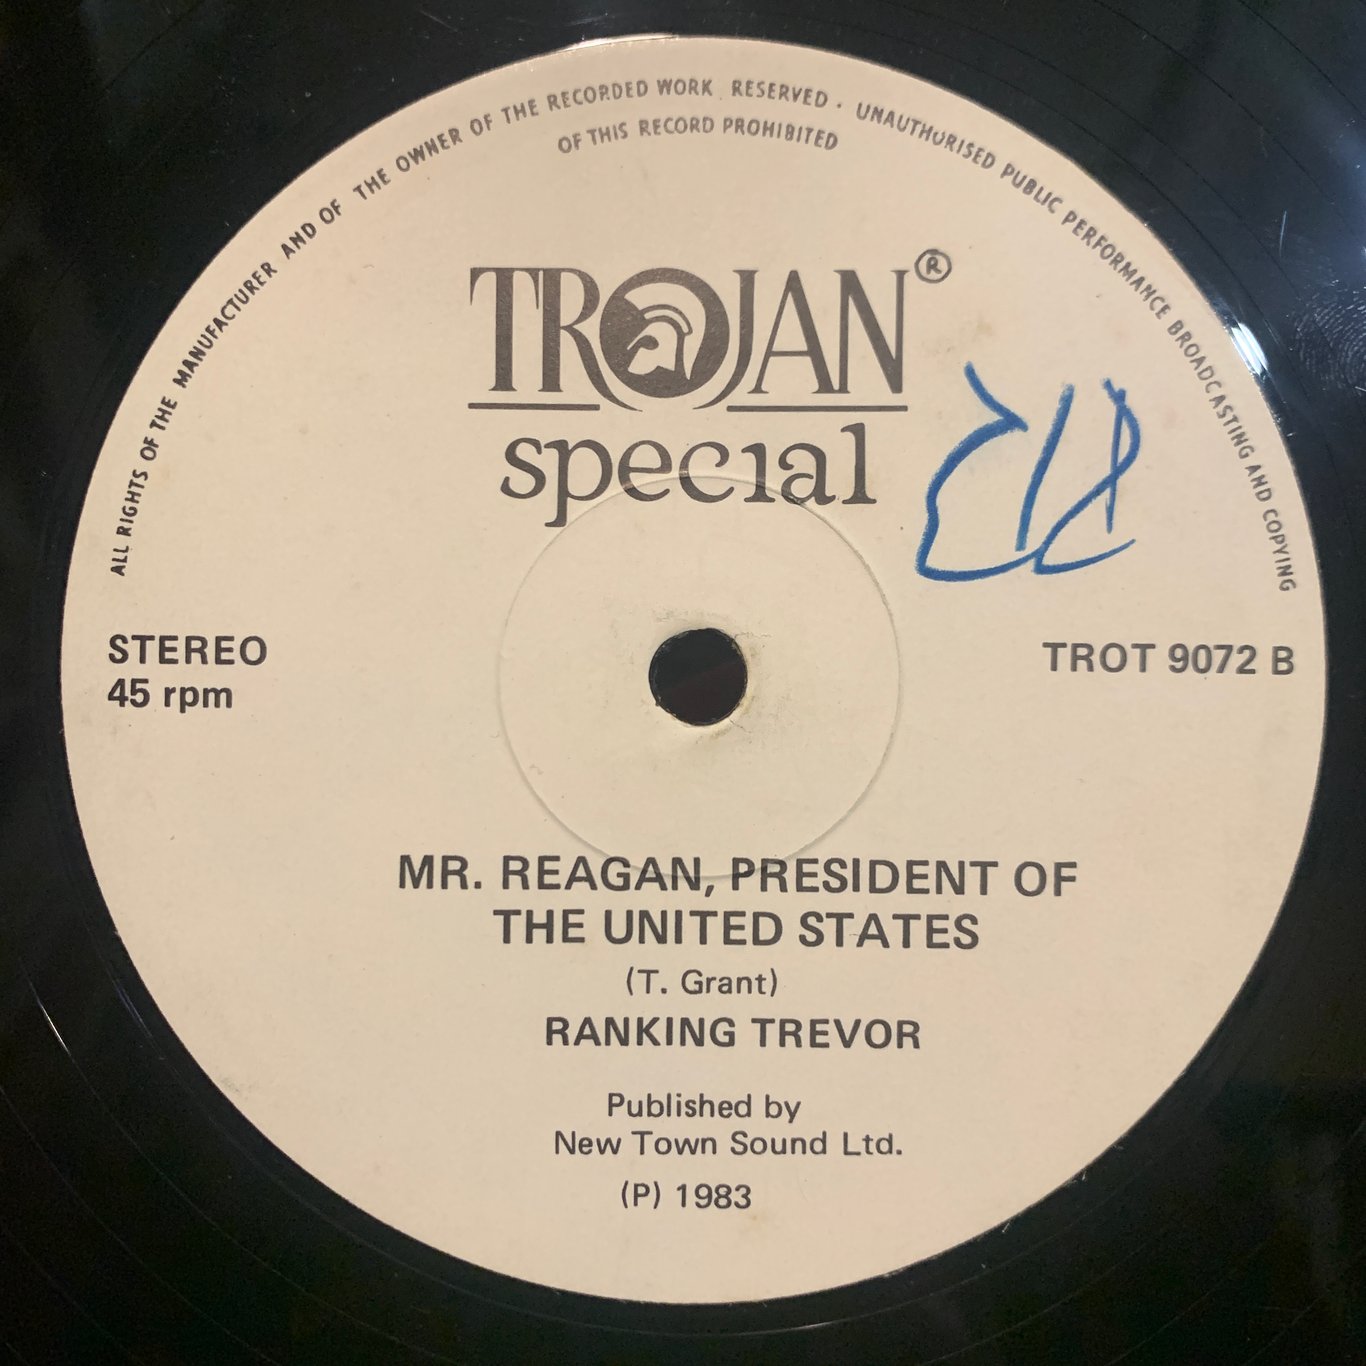 ALL RIGHTS OF THE MANUFACTURER AND OF THE OWNER OF THE RECORDED WORK RESERVED · UNAUTHORISED PUBLIC PERFORMANCE BROADCASTING AND COPYING
OF THIS RECORD PROHIBITED
TROJAN®
special
STEREO
45 rpm
TROT 9072 B
MR. REAGAN, PRESIDENT OF
THE UNITED STATES
(T. Grant)
RANKING TREVOR
Published by
New Town Sound Ltd.
(P) 1983